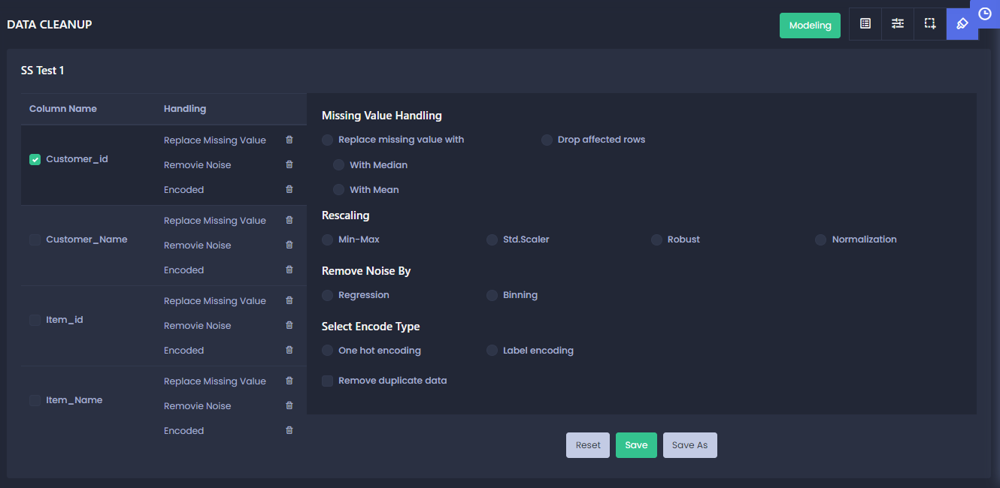 DATA CLEANUP
Modeling
SS Test 1
Column Name Handling
Customer_id
Replace Missing Value
Removie Noise
Encoded
Customer_Name
Replace Missing Value
Removie Noise
Encoded
Item_id
Replace Missing Value
Removie Noise
Encoded
Item_Name
Replace Missing Value
Removie Noise
Encoded
Missing Value Handling
Replace missing value with Drop affected rows
With Median
With Mean
Rescaling
Min-Max Std.Scaler Robust Normalization
Remove Noise By
Regression Binning
Select Encode Type
One hot encoding Label encoding
Remove duplicate data
Reset Save Save As